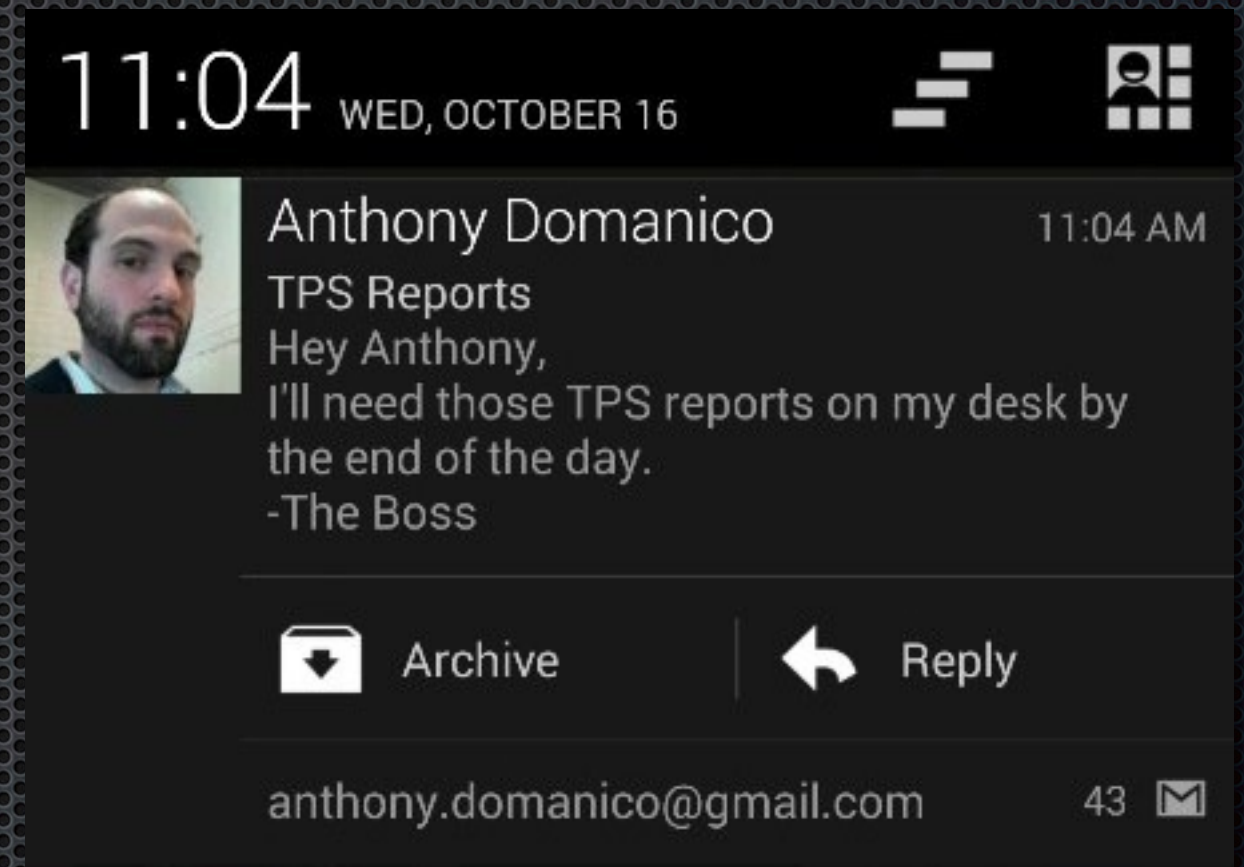 11:04 WED, OCTOBER 16
Anthony Domanico 11:04 AM
TPS Reports
Hey Anthony,
I'll need those TPS reports on my desk by
the end of the day.
-The Boss
Archive Reply
anthony.domanico@gmail.com 43